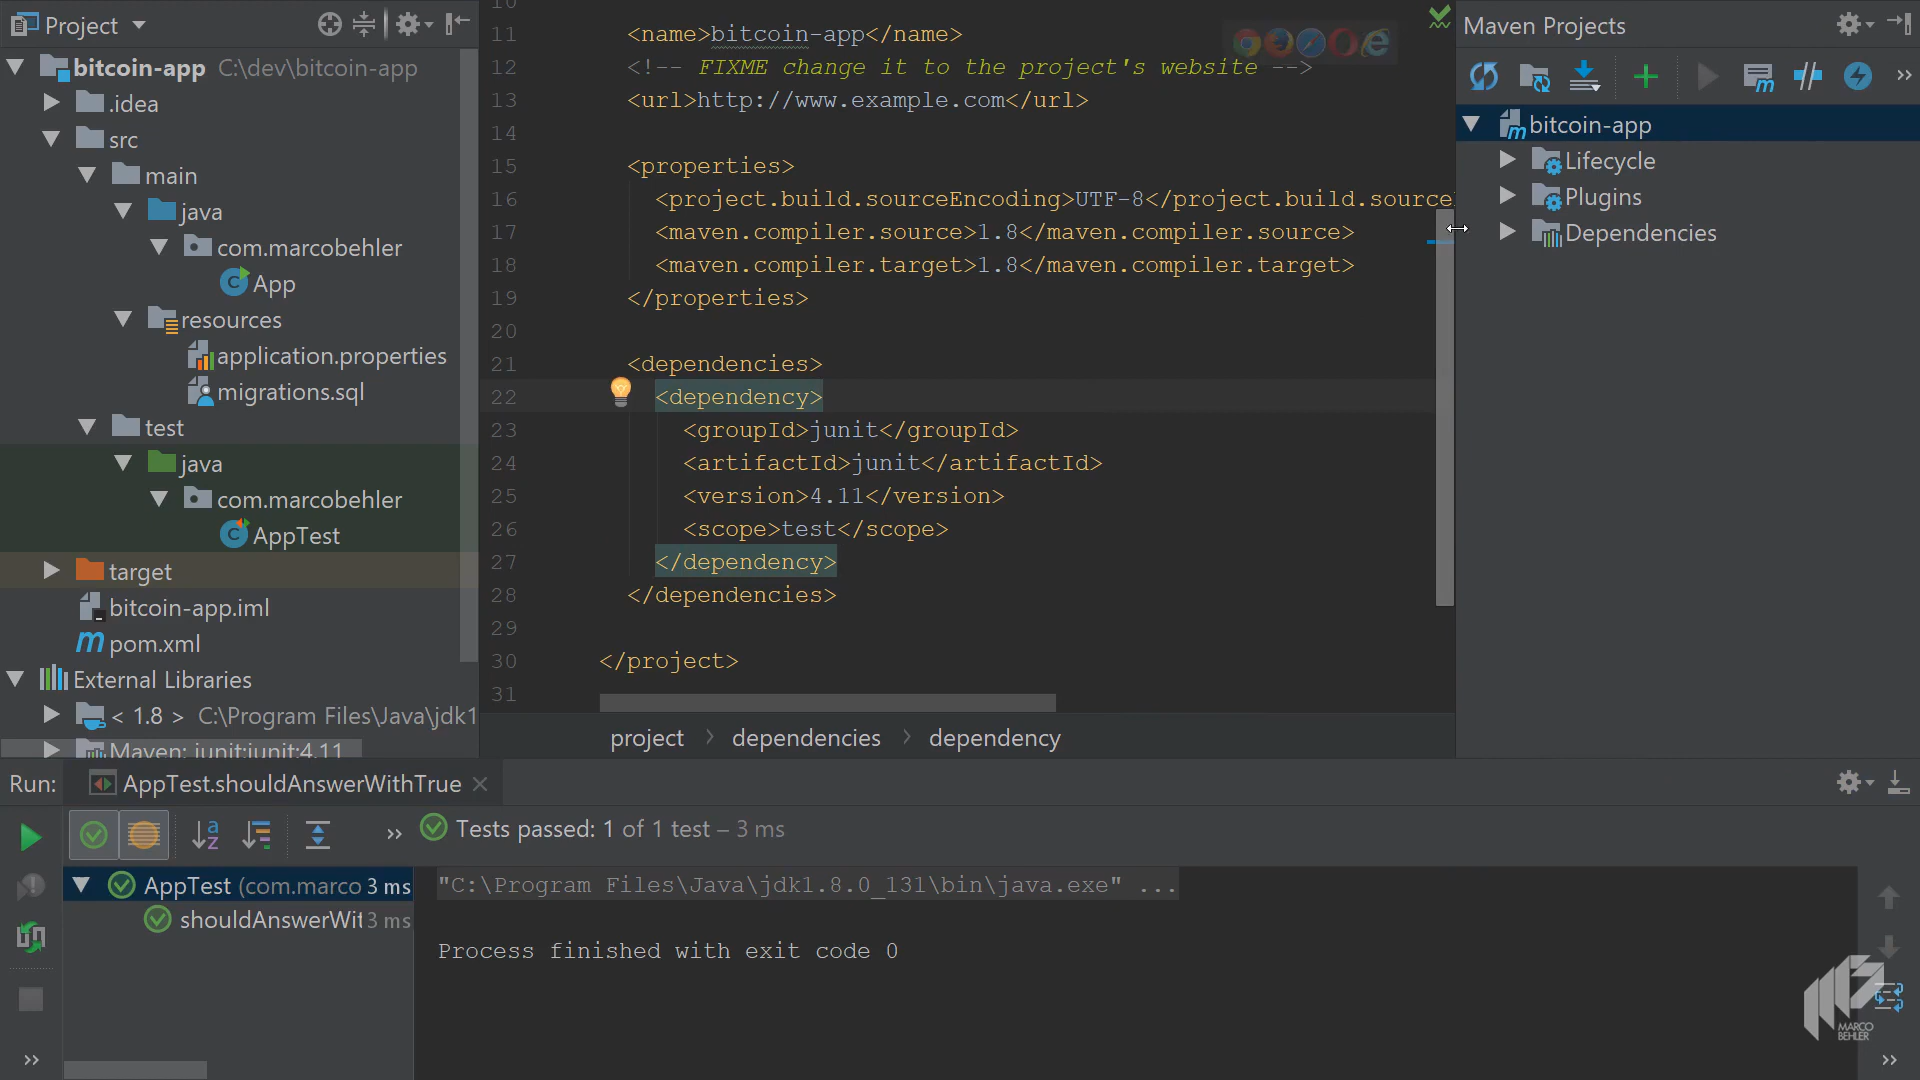 Project
bitcoin-app C:\dev\bitcoin-app
.idea
src
main
java
com.marcobehler
App
resources
application.properties
migrations.sql
test
java
com.marcobehler
AppTest
target
bitcoin-app.iml
pom.xml
External Libraries
< 1.8 > C:\Program Files\Java\jdk1
Maven: junit:junit:4.11
10
11 <name>bitcoin-app</name>
12 <!-- FIXME change it to the project's website -->
13 <url>http://www.example.com</url>
14
15 <properties>
16 <project.build.sourceEncoding>UTF-8</project.build.source
17 <maven.compiler.source>1.8</maven.compiler.source>
18 <maven.compiler.target>1.8</maven.compiler.target>
19 </properties>
20
21 <dependencies>
22 <dependency>
23 <groupId>junit</groupId>
24 <artifactId>junit</artifactId>
25 <version>4.11</version>
26 <scope>test</scope>
27 </dependency>
28 </dependencies>
29
30 </project>
31
project > dependencies > dependency
Maven Projects
bitcoin-app
Lifecycle
Plugins
Dependencies
Run: AppTest.shouldAnswerWithTrue
Tests passed: 1 of 1 test – 3 ms
AppTest (com.marco 3 ms
shouldAnswerWit 3 ms
"C:\Program Files\Java\jdk1.8.0_131\bin\java.exe" ...
Process finished with exit code 0
MARCO
BEHLER